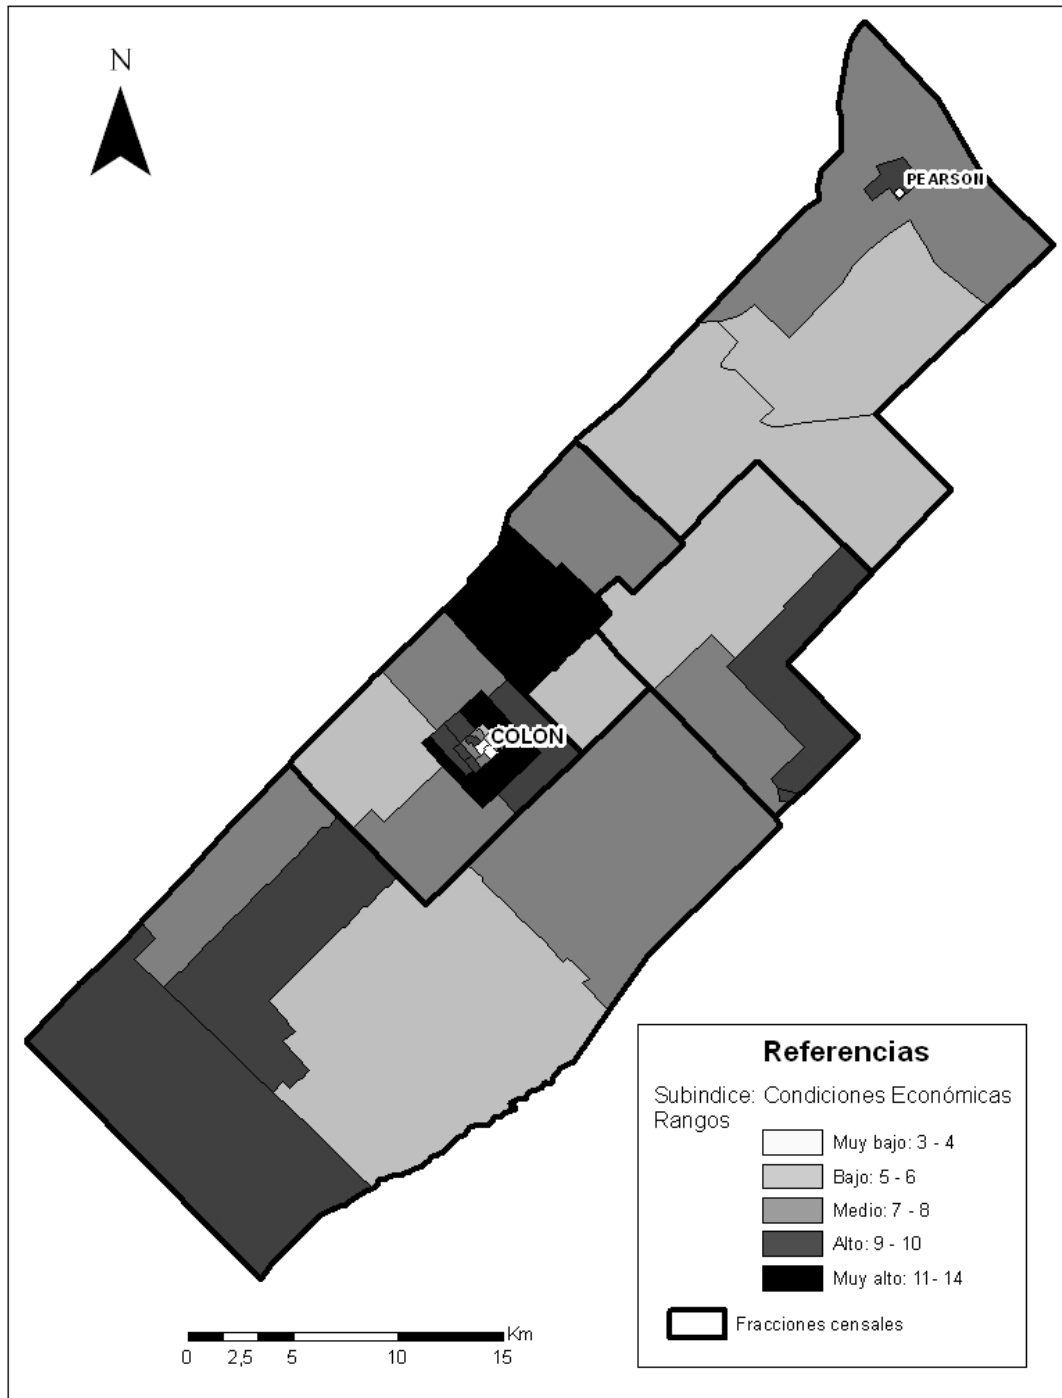 N
PEARSON
COLON
Referencias
Subindice: Condiciones Económicas
Rangos
Muy bajo: 3 - 4
Bajo: 5 - 6
Medio: 7 - 8
Alto: 9 - 10
Muy alto: 11- 14
Fracciones censales
Km
0 2,5 5 10 15